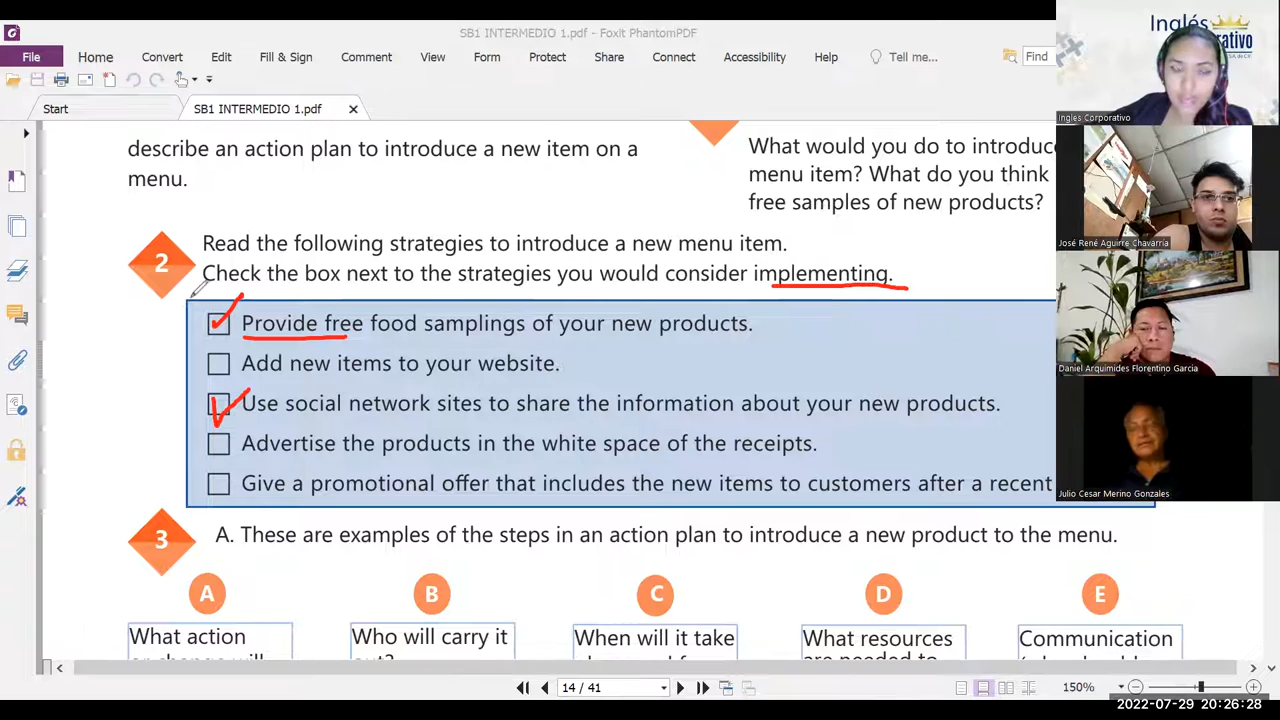 SB1 INTERMEDIO 1.pdf - Foxit PhantomPDF
File Home Convert Edit Fill & Sign Comment View Form Protect Share Connect Accessibility Help Tell me... Find
Start SB1 INTERMEDIO 1.pdf
Inglés
Ingles Corporativo
describe an action plan to introduce a new item on a
menu.
What would you do to introduce
menu item? What do you think
free samples of new products?
José René Aguirre Chavarría
2
Read the following strategies to introduce a new menu item.
Check the box next to the strategies you would consider implementing.
Provide free food samplings of your new products.
Add new items to your website.
Use social network sites to share the information about your new products.
Advertise the products in the white space of the receipts.
Give a promotional offer that includes the new items to customers after a recent
Daniel Arquimides Florentino Garcia
Julio Cesar Merino Gonzales
3
A. These are examples of the steps in an action plan to introduce a new product to the menu.
A B C D E
What action
Who will carry it
When will it take
What resources
Communication
14 / 41
150%
2022-07-29 20:26:28